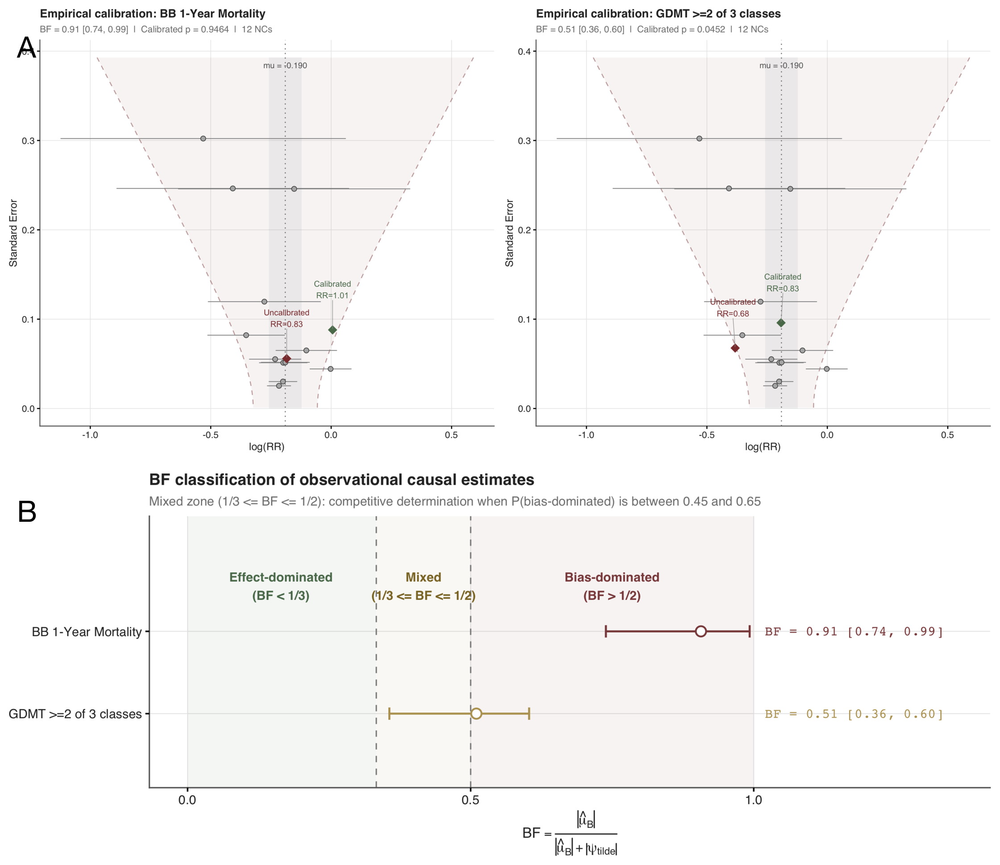 A
Empirical calibration: BB 1-Year Mortality
BF = 0.91 [0.74, 0.99] | Calibrated p = 0.9464 | 12 NCs
mu = -0.190
Calibrated
RR=1.01
Uncalibrated
RR=0.83
Standard Error
0.4
0.3
0.2
0.1
0.0
-1.0
-0.5
0.0
0.5
log(RR)
Empirical calibration: GDMT >=2 of 3 classes
BF = 0.51 [0.36, 0.60] | Calibrated p = 0.0452 | 12 NCs
mu = -0.190
Calibrated
RR=0.83
Uncalibrated
RR=0.68
Standard Error
0.4
0.3
0.2
0.1
0.0
-1.0
-0.5
0.0
0.5
log(RR)
B
BF classification of observational causal estimates
Mixed zone (1/3 <= BF <= 1/2): competitive determination when P(bias-dominated) is between 0.45 and 0.65
Effect-dominated
(BF < 1/3)
Mixed
(1/3 <= BF <= 1/2)
Bias-dominated
(BF > 1/2)
BB 1-Year Mortality
BF = 0.91 [0.74, 0.99]
GDMT >=2 of 3 classes
BF = 0.51 [0.36, 0.60]
0.0
0.5
1.0
BF = |μ̂_B| / (|μ̂_B| + |ψ_tilde|)